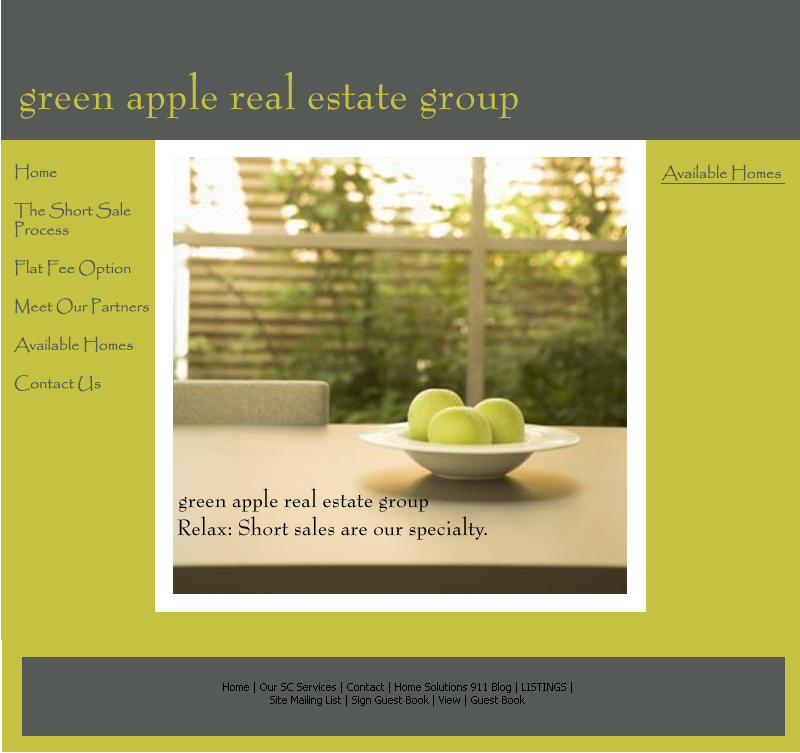 green apple real estate group
Home
The Short Sale
Process
Flat Fee Option
Meet Our Partners
Available Homes
Contact Us
green apple real estate group
Relax: Short sales are our specialty.
Available Homes
Home | Our SC Services | Contact | Home Solutions 911 Blog | LISTINGS |
Site Mailing List | Sign Guest Book | View | Guest Book